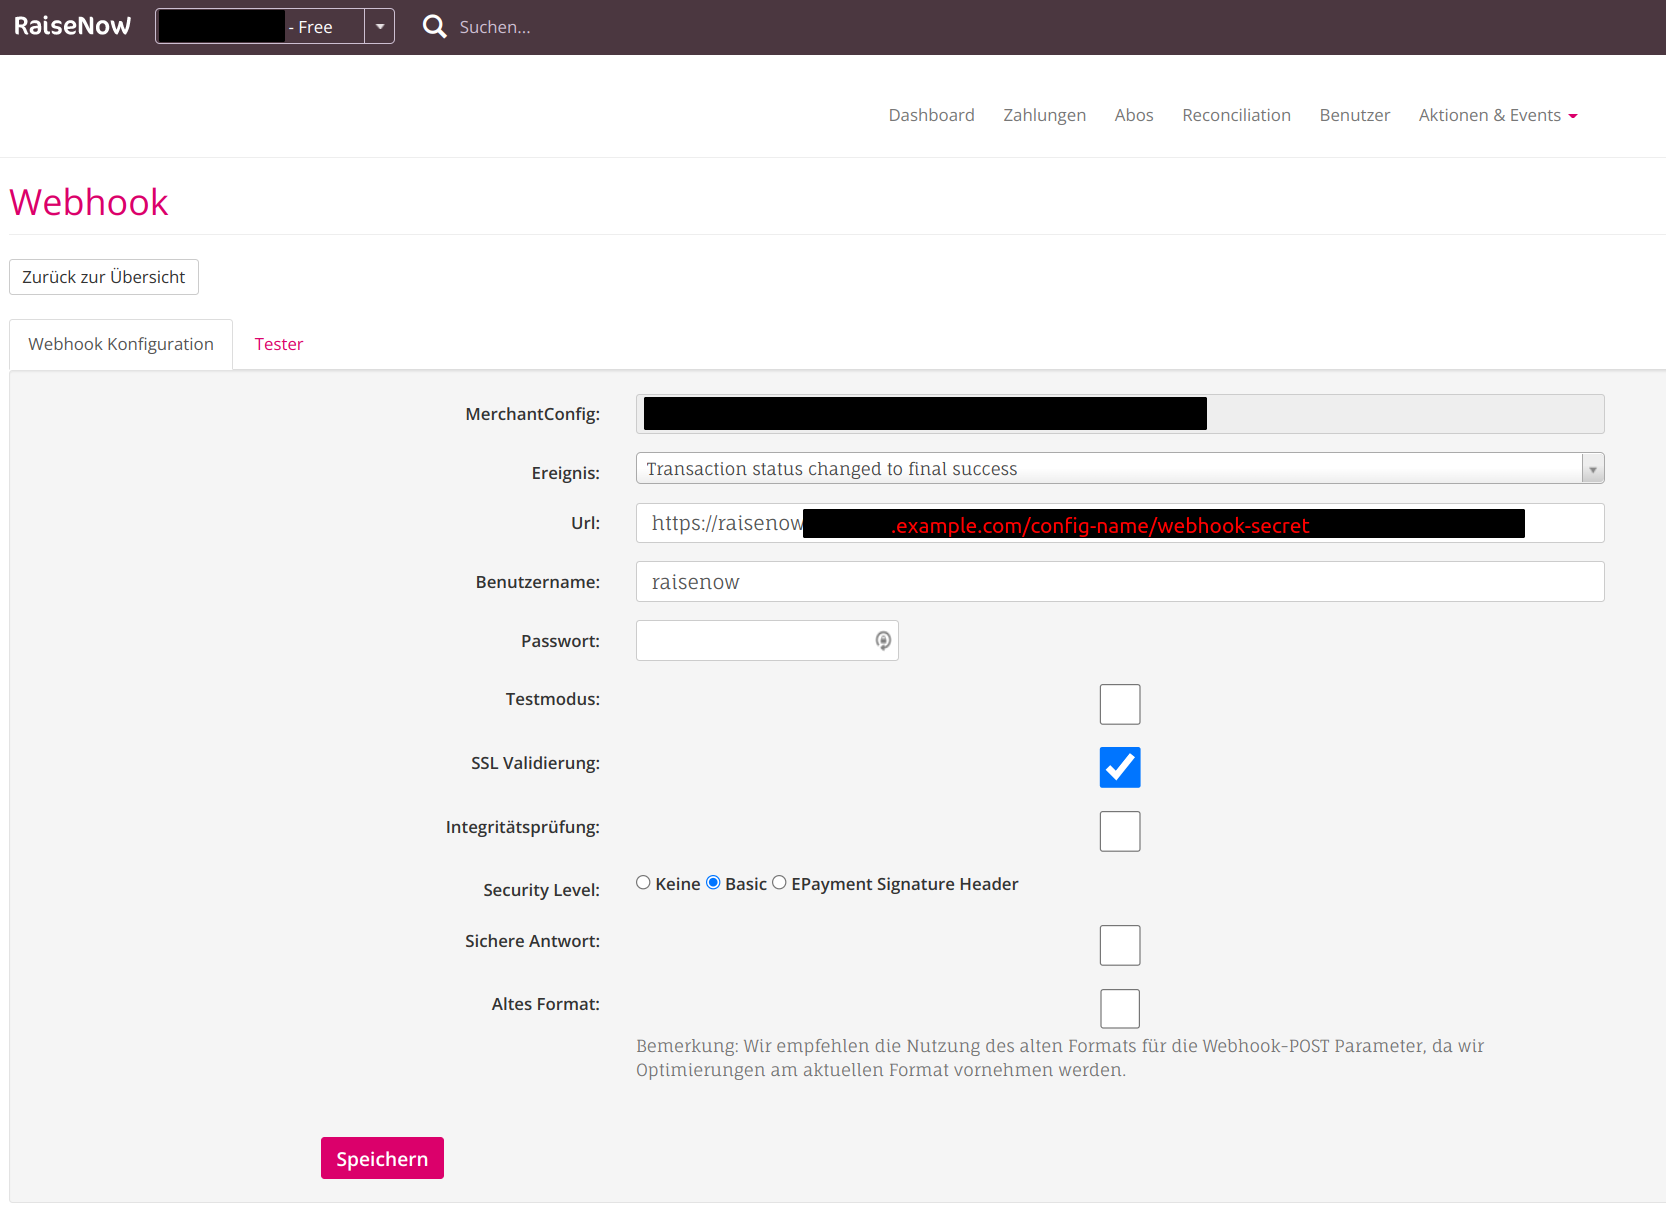 RaiseNow
- Free
Suchen...
Dashboard Zahlungen Abos Reconciliation Benutzer Aktionen & Events
Webhook
Zurück zur Übersicht
Webhook Konfiguration Tester
MerchantConfig:
Ereignis: Transaction status changed to final success
Url: https://raisenow .example.com/config-name/webhook-secret
Benutzername: raisenow
Passwort:
Testmodus:
SSL Validierung:
Integritätsprüfung:
Security Level: Keine Basic EPayment Signature Header
Sichere Antwort:
Altes Format:
Bemerkung: Wir empfehlen die Nutzung des alten Formats für die Webhook-POST Parameter, da wir
Optimierungen am aktuellen Format vornehmen werden.
Speichern